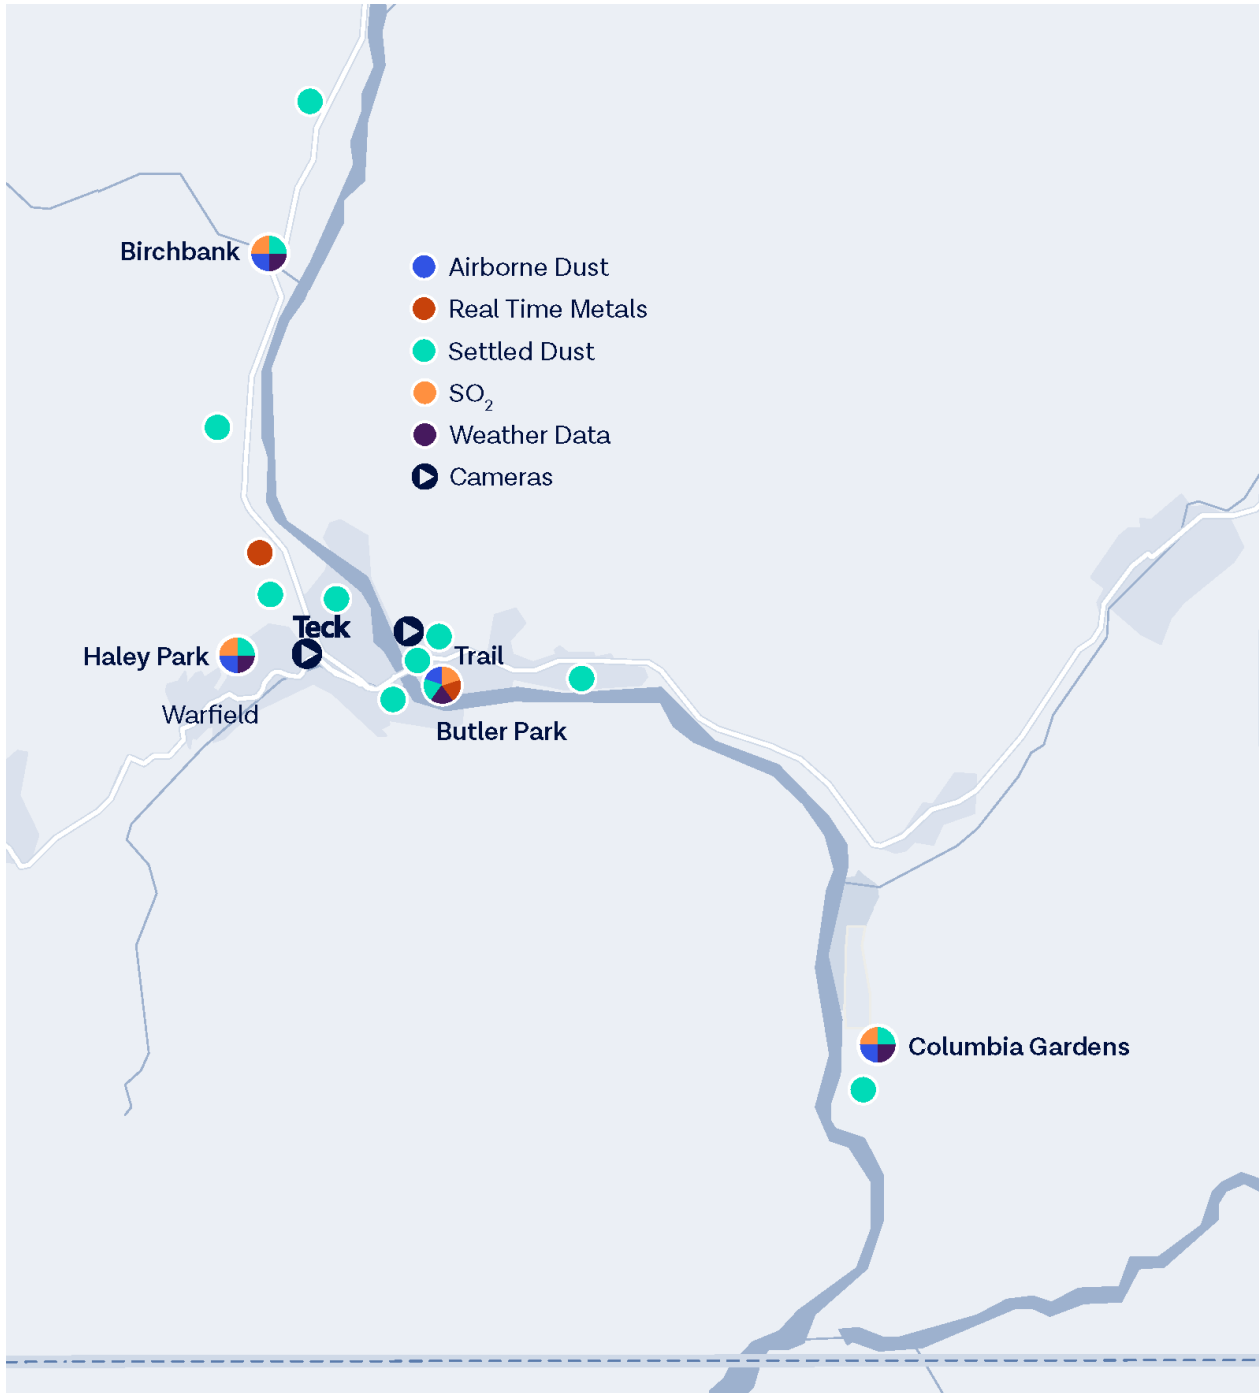 Birchbank
Airborne Dust
Real Time Metals
Settled Dust
SO2
Weather Data
Cameras
Teck
Haley Park
Trail
Warfield
Butler Park
Columbia Gardens